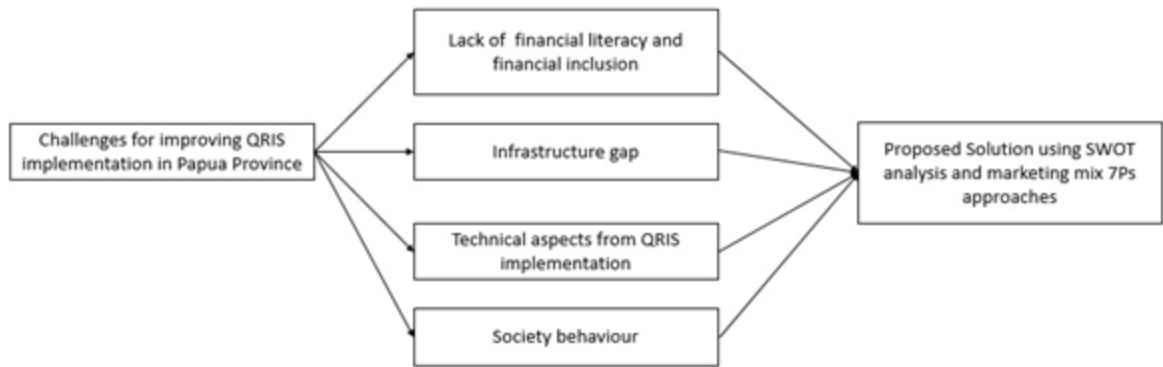 Challenges for improving QRIS
implementation in Papua Province
Lack of financial literacy and
financial inclusion
Infrastructure gap
Technical aspects from QRIS
implementation
Society behaviour
Proposed Solution using SWOT
analysis and marketing mix 7Ps
approaches